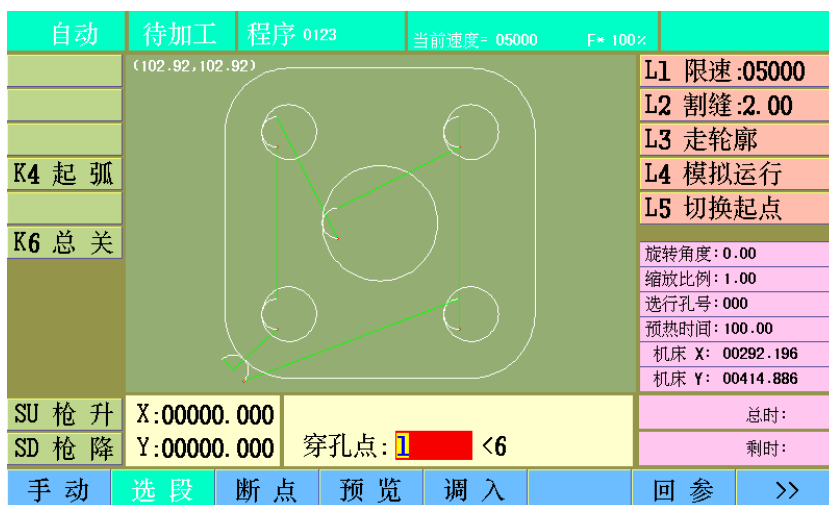 自动 待加工 程序 0123 当前速度= 05000 F* 100%
(102.92,102.92)
K4 起 弧
K6 总 关
L1 限速:05000
L2 割缝:2.00
L3 走轮廓
L4 模拟运行
L5 切换起点
旋转角度:0.00
缩放比例:1.00
选行孔号:000
预热时间:100.00
机床 X: 00292.196
机床 Y: 00414.886
SU 枪 升 X:00000.000 总时:
SD 枪 降 Y:00000.000 穿孔点:1 <6 剩时:
手 动 选 段 断 点 预 览 调 入 回 参 >>